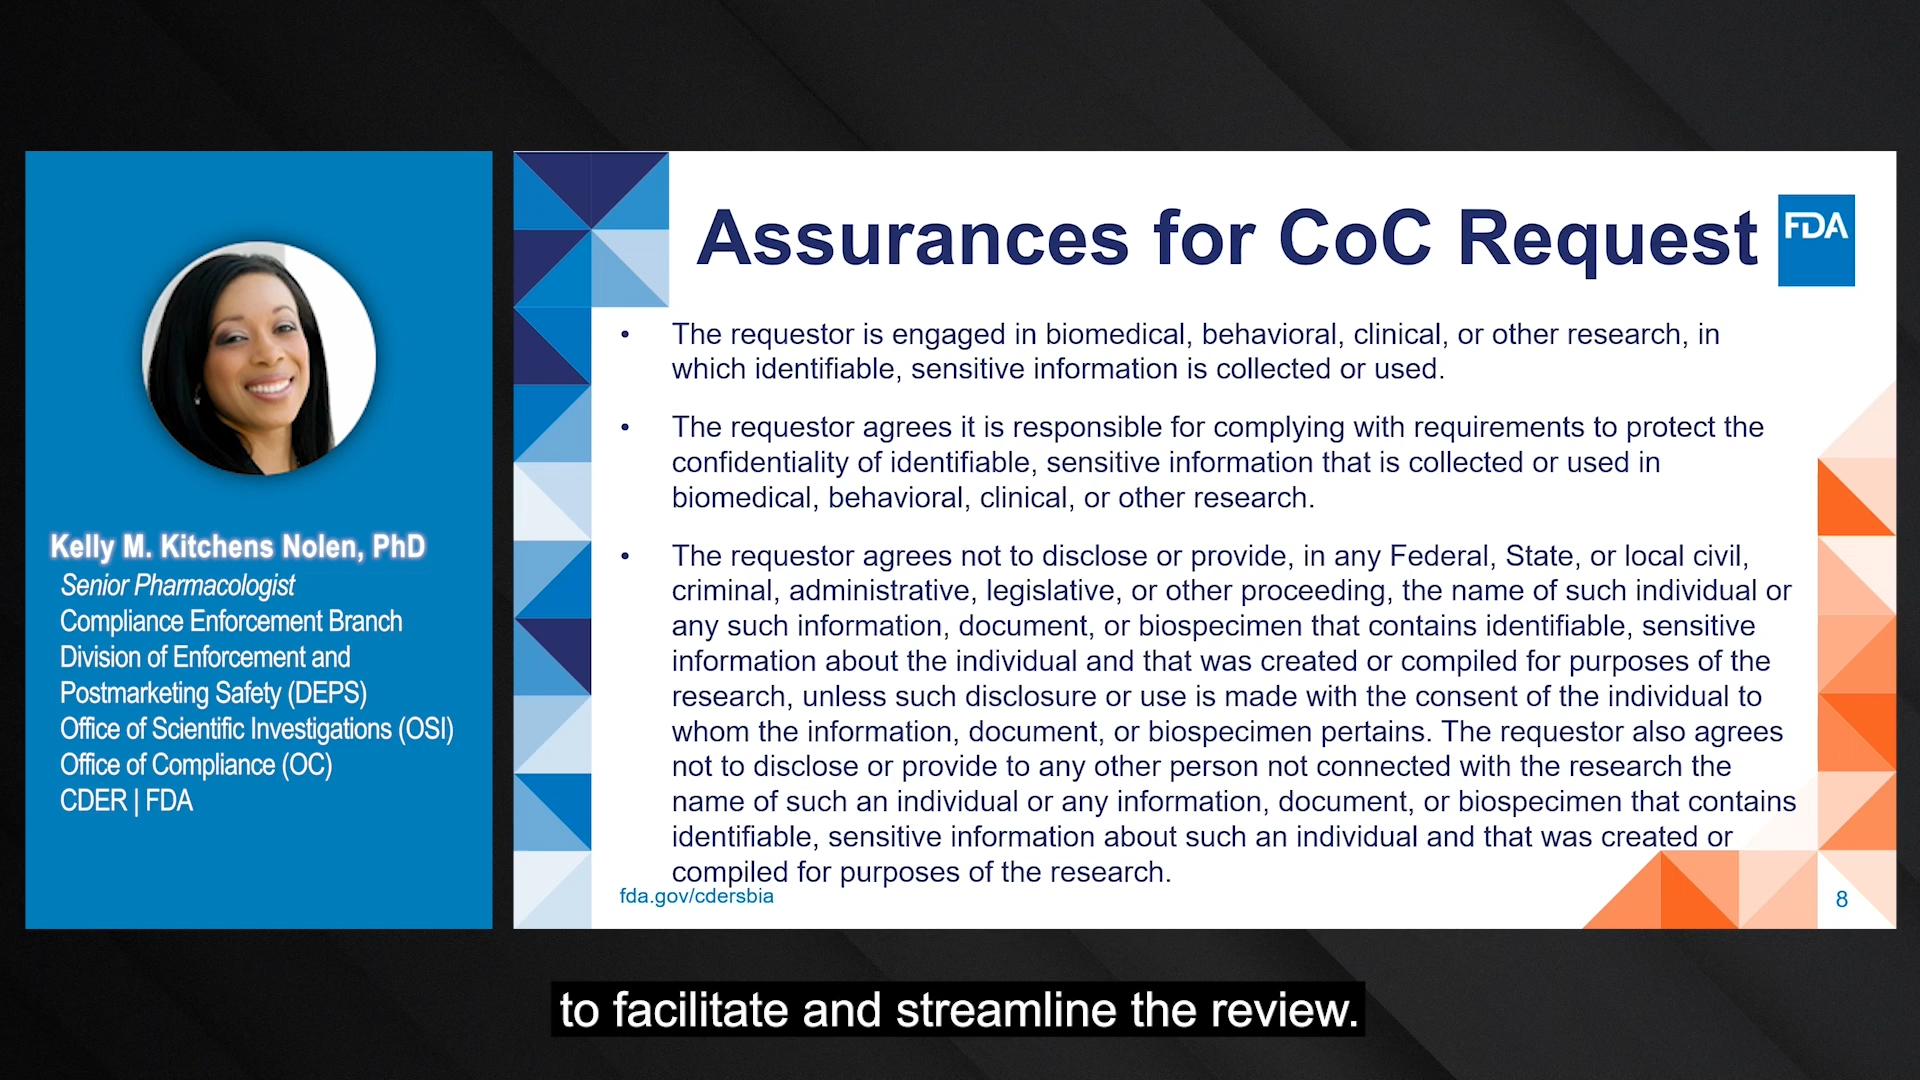 Kelly M. Kitchens Nolen, PhD
Senior Pharmacologist
Compliance Enforcement Branch
Division of Enforcement and
Postmarketing Safety (DEPS)
Office of Scientific Investigations (OSI)
Office of Compliance (OC)
CDER | FDA
Assurances for CoC Request
FDA
• The requestor is engaged in biomedical, behavioral, clinical, or other research, in
which identifiable, sensitive information is collected or used.
• The requestor agrees it is responsible for complying with requirements to protect the
confidentiality of identifiable, sensitive information that is collected or used in
biomedical, behavioral, clinical, or other research.
• The requestor agrees not to disclose or provide, in any Federal, State, or local civil,
criminal, administrative, legislative, or other proceeding, the name of such individual or
any such information, document, or biospecimen that contains identifiable, sensitive
information about the individual and that was created or compiled for purposes of the
research, unless such disclosure or use is made with the consent of the individual to
whom the information, document, or biospecimen pertains. The requestor also agrees
not to disclose or provide to any other person not connected with the research the
name of such an individual or any information, document, or biospecimen that contains
identifiable, sensitive information about such an individual and that was created or
compiled for purposes of the research.
fda.gov/cdersbia
8
to facilitate and streamline the review.